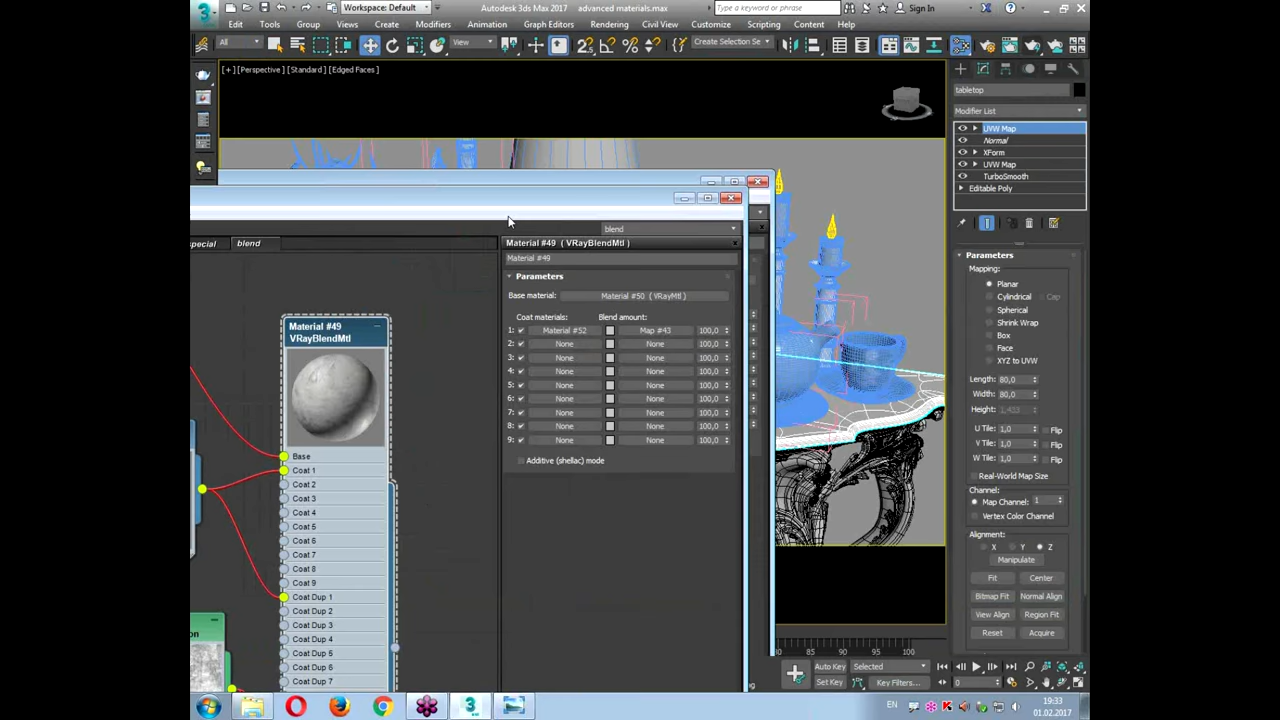 Workspace: Default
Autodesk 3ds Max 2017
advanced materials.max
Type a keyword or phrase
Sign In
Edit Tools Group Views Create Modifiers Animation Graph Editors Rendering Civil View Customize Scripting Content Help
All
View
Create Selection Se
[+] [Perspective] [Standard] [Edged Faces]
tabletop
Modifier List
UVW Map
Normal
XForm
UVW Map
TurboSmooth
Editable Poly
blend
special
blend
Material #49 ( VRayBlendMtl )
Material #49
Parameters
Base material: Material #50 ( VRayMtl )
Coat materials: Blend amount:
1: Material #52 Map #43 100,0
2: None None 100,0
3: None None 100,0
4: None None 100,0
5: None None 100,0
6: None None 100,0
7: None None 100,0
8: None None 100,0
9: None None 100,0
Additive (shellac) mode
Material #49
VRayBlendMtl
Base
Coat 1
Coat 2
Coat 3
Coat 4
Coat 5
Coat 6
Coat 7
Coat 8
Coat 9
Coat Dup 1
Coat Dup 2
Coat Dup 3
Coat Dup 4
Coat Dup 5
Coat Dup 6
Coat Dup 7
on
Parameters
Mapping:
Planar
Cylindrical Cap
Spherical
Shrink Wrap
Box
Face
XYZ to UVW
Length: 80,0
Width: 80,0
Height: 1,433
U Tile: 1,0 Flip
V Tile: 1,0 Flip
W Tile: 1,0 Flip
Real-World Map Size
Channel:
Map Channel: 1
Vertex Color Channel
Alignment:
X Y Z
Manipulate
Fit Center
Bitmap Fit Normal Align
View Align Region Fit
Reset Acquire
80 85 90 95 100
Auto Key Selected
Set Key Key Filters...
0
EN
19:33
01.02.2017